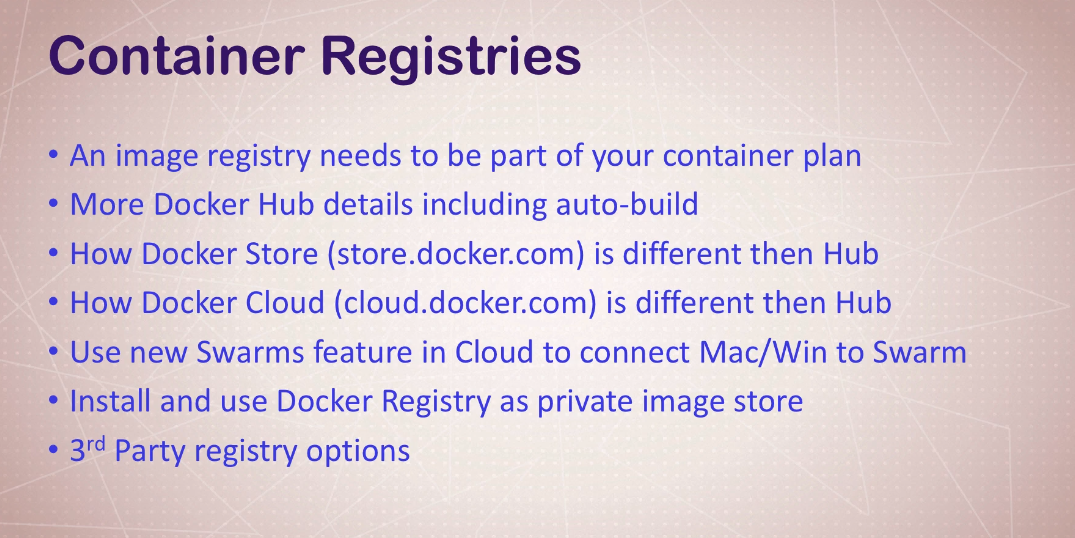 Container Registries
• An image registry needs to be part of your container plan
• More Docker Hub details including auto-build
• How Docker Store (store.docker.com) is different then Hub
• How Docker Cloud (cloud.docker.com) is different then Hub
• Use new Swarms feature in Cloud to connect Mac/Win to Swarm
• Install and use Docker Registry as private image store
• 3rd Party registry options